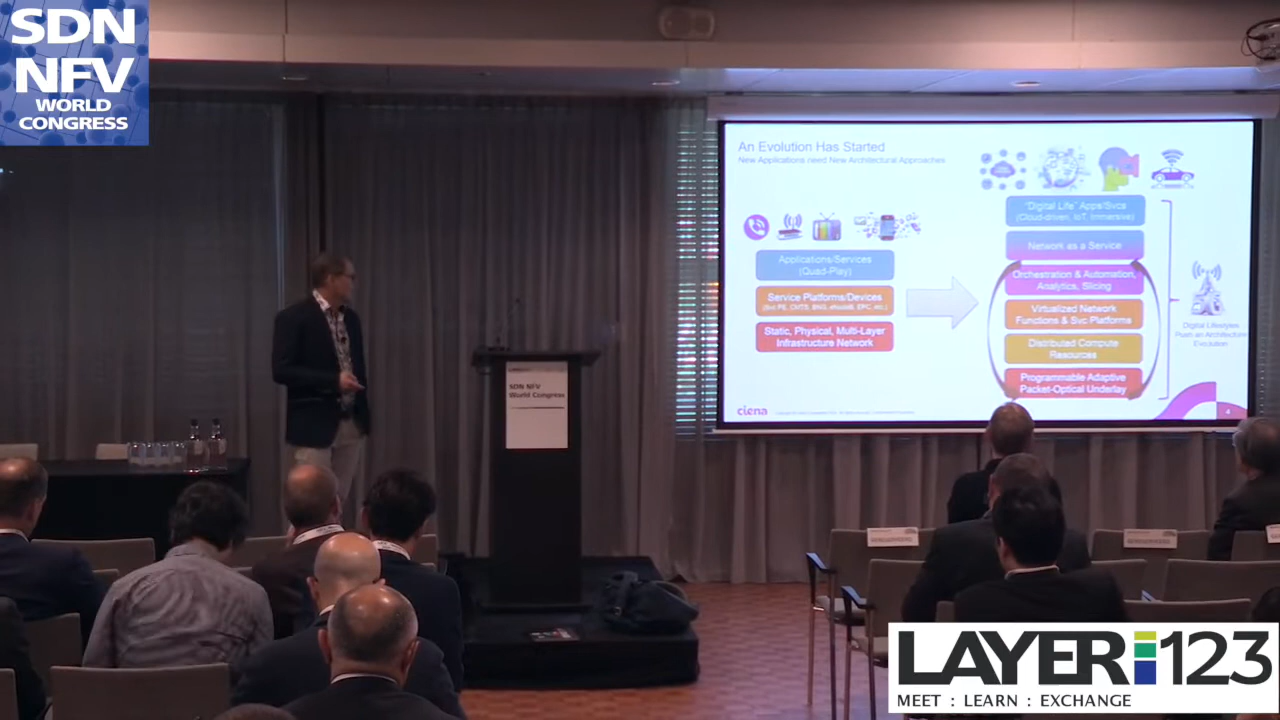 SDN
NFV
WORLD
CONGRESS
An Evolution Has Started
New Applications need New Architectural Approaches
"Digital Life" Apps/Svcs
(Cloud-driven, IoT, Immersive)
Network as a Service
Orchestration & Automation,
Analytics, Slicing
Virtualized Network
Functions & Svc Platforms
Distributed Compute
Resources
Programmable Adaptive
Packet-Optical Underlay
Applications/Services
(Quad-Play)
Service Platforms/Devices
Static, Physical, Multi-Layer
Infrastructure Network
Digital Lifestyles
Push an Architecture
Evolution
ciena
4
SDN NFV
World Congress
LAYER 123
MEET : LEARN : EXCHANGE